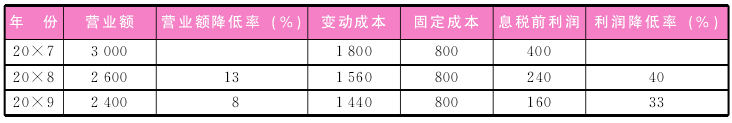 年 份 营业额 营业额降低率 (%) 变动成本 固定成本 息税前利润 利润降低率 (%)
20×7 3 000 1 800 800 400
20×8 2 600 13 1 560 800 240 40
20×9 2 400 8 1 440 800 160 33